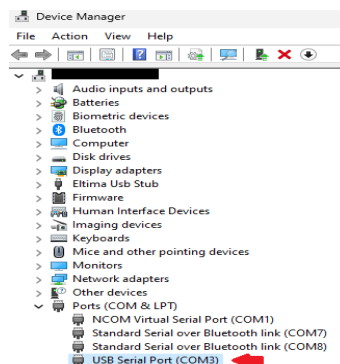 Device Manager
File Action View Help
Audio inputs and outputs
Batteries
Biometric devices
Bluetooth
Computer
Disk drives
Display adapters
Eltima Usb Stub
Firmware
Human Interface Devices
Imaging devices
Keyboards
Mice and other pointing devices
Monitors
Network adapters
Other devices
Ports (COM & LPT)
NCOM Virtual Serial Port (COM1)
Standard Serial over Bluetooth link (COM7)
Standard Serial over Bluetooth link (COM8)
USB Serial Port (COM3)